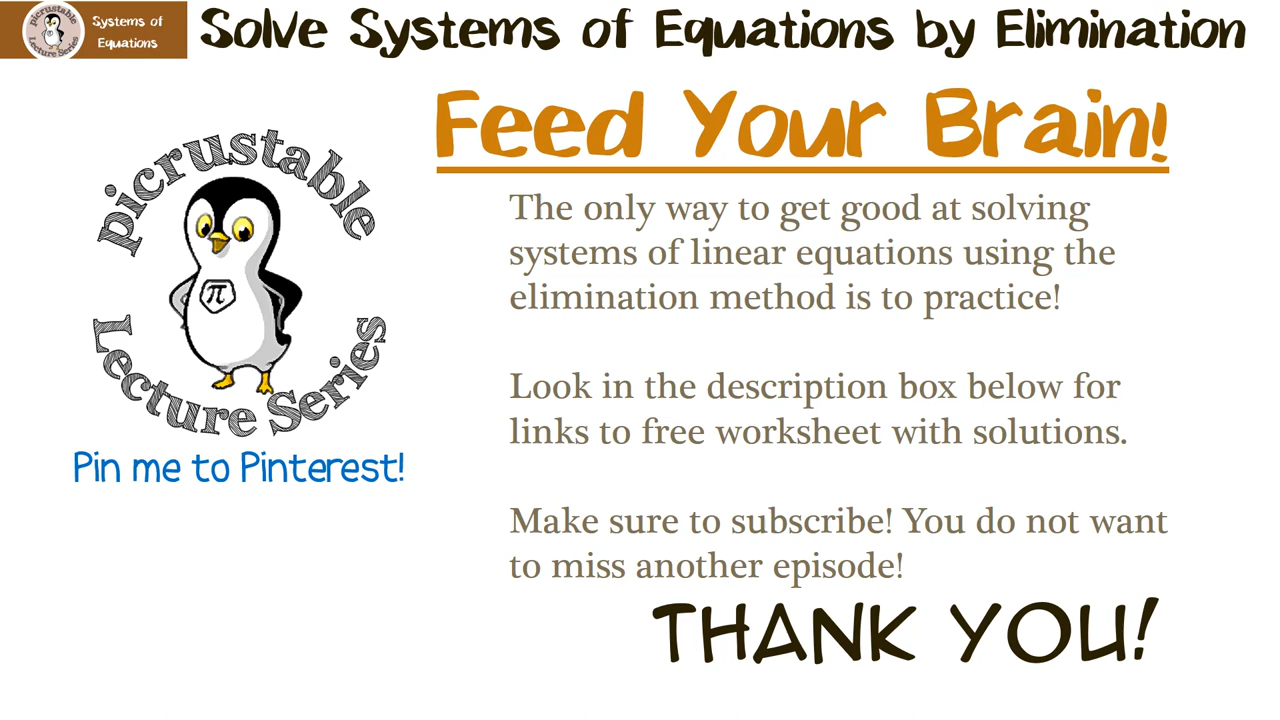 picrustable
Lecture Series
Systems of
Equations
Solve Systems of Equations by Elimination
Feed Your Brain!
picrustable
π
Lecture Series
Pin me to Pinterest!
The only way to get good at solving
systems of linear equations using the
elimination method is to practice!
Look in the description box below for
links to free worksheet with solutions.
Make sure to subscribe! You do not want
to miss another episode!
THANK YOU!